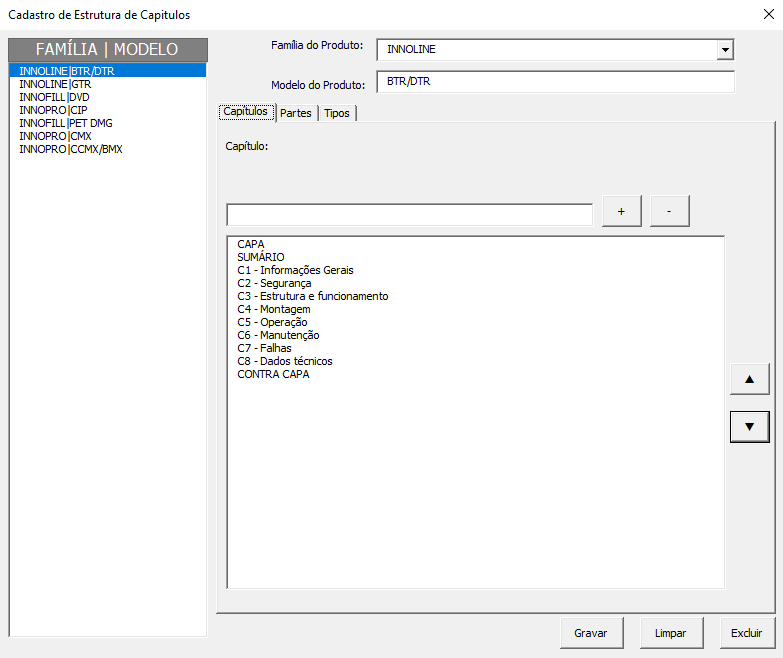 Cadastro de Estrutura de Capitulos
FAMÍLIA | MODELO
INNOLINE|BTR/DTR
INNOLINE|GTR
INNOFILL|DVD
INNOPRO|CIP
INNOFILL|PET DMG
INNOPRO|CMX
INNOPRO|CCMX/BMX
Família do Produto:
INNOLINE
Modelo do Produto:
BTR/DTR
Capítulos
Partes
Tipos
Capítulo:
+
-
CAPA
SUMÁRIO
C1 - Informações Gerais
C2 - Segurança
C3 - Estrutura e funcionamento
C4 - Montagem
C5 - Operação
C6 - Manutenção
C7 - Falhas
C8 - Dados técnicos
CONTRA CAPA
Gravar
Limpar
Excluir